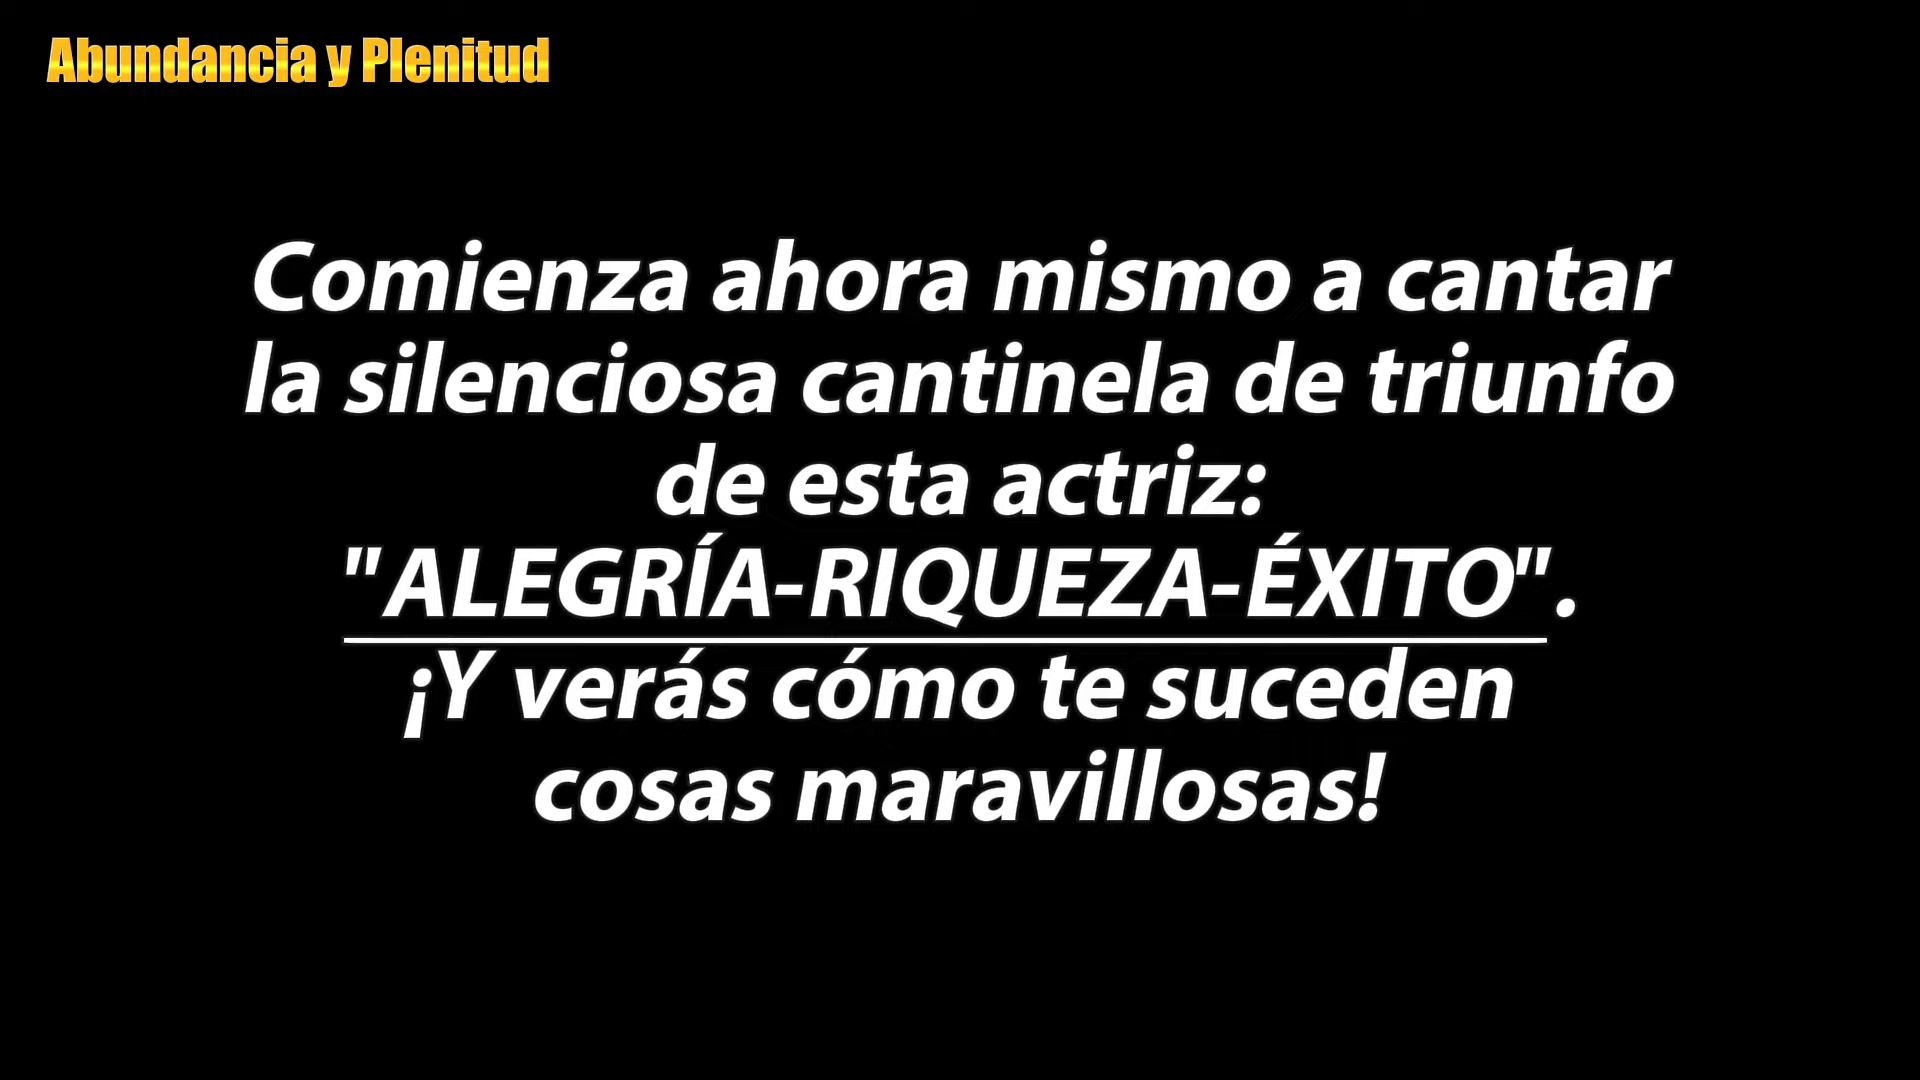 Abundancia y Plenitud
Comienza ahora mismo a cantar
la silenciosa cantinela de triunfo
de esta actriz:
"ALEGRÍA-RIQUEZA-ÉXITO".
¡Y verás cómo te suceden
cosas maravillosas!